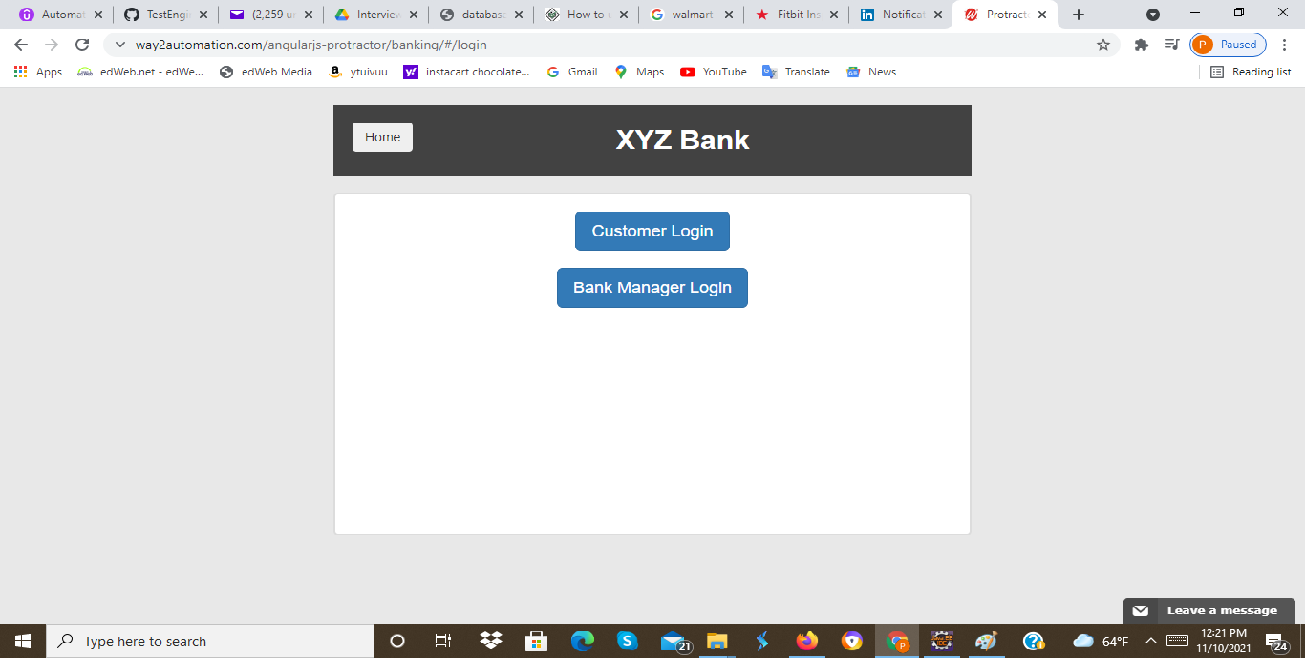 Automat
TestEngi
(2,259 u
Interview
databas
How to
walmart
Fitbit Ins
Notificat
Protract
way2automation.com/angularjs-protractor/banking/#/login
P
Paused
Apps
edWeb.net - edWe...
edWeb Media
ytuivuu
instacart chocolate...
Gmail
Maps
YouTube
Translate
News
Reading list
Home
XYZ Bank
Customer Login
Bank Manager Login
Leave a message
Type here to search
21
64°F
12:21 PM
11/10/2021
24